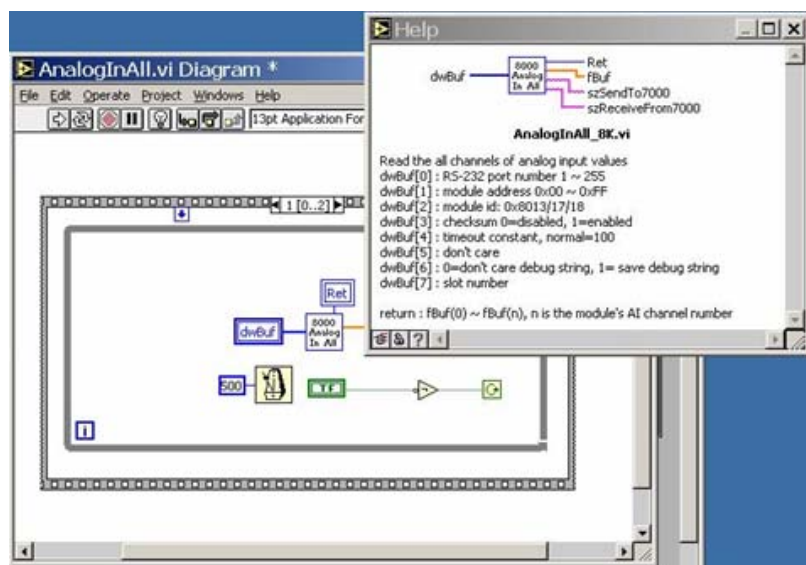 AnalogInAll.vi Diagram *
File Edit Operate Project Windows Help
13pt Application For
1 [0..2]
Ret
dwBuf
8000
Analog
In All
500
TF
i
Help
dwBuf
8000
Analog
In All
Ret
fBuf
szSendTo7000
szReceiveFrom7000
AnalogInAll_8K.vi
Read the all channels of analog input values
dwBuf[0] : RS-232 port number 1 ~ 255
dwBuf[1] : module address 0x00 ~ 0xFF
dwBuf[2] : module id: 0x8013/17/18
dwBuf[3] : checksum 0=disabled, 1=enabled
dwBuf[4] : timeout constant, normal=100
dwBuf[5] : don't care
dwBuf[6] : 0=don't care debug string, 1= save debug string
dwBuf[7] : slot number
return : fBuf(0) ~ fBuf(n), n is the module's AI channel number
?